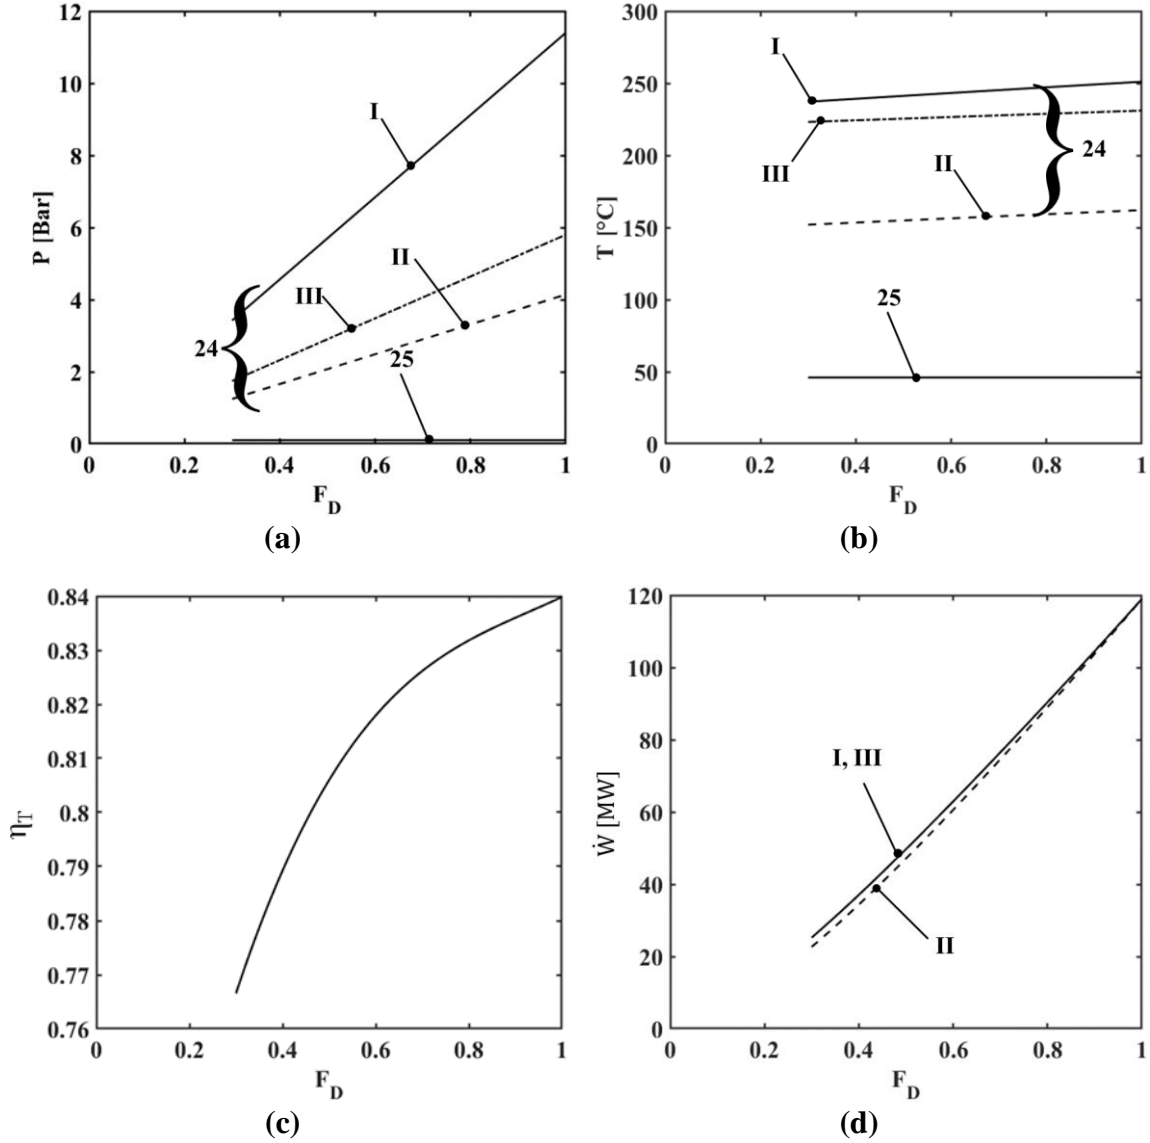 12
10
8
6
4
2
0
P [Bar]
I
II
III
24
25
0 0.2 0.4 0.6 0.8 1
F_D
(a)
300
250
200
150
100
50
0
T [°C]
I
III
II
24
25
0 0.2 0.4 0.6 0.8 1
F_D
(b)
0.84
0.83
0.82
0.81
0.8
0.79
0.78
0.77
0.76
η_T
0 0.2 0.4 0.6 0.8 1
F_D
(c)
120
100
80
60
40
20
0
Ẇ [MW]
I, III
II
0 0.2 0.4 0.6 0.8 1
F_D
(d)